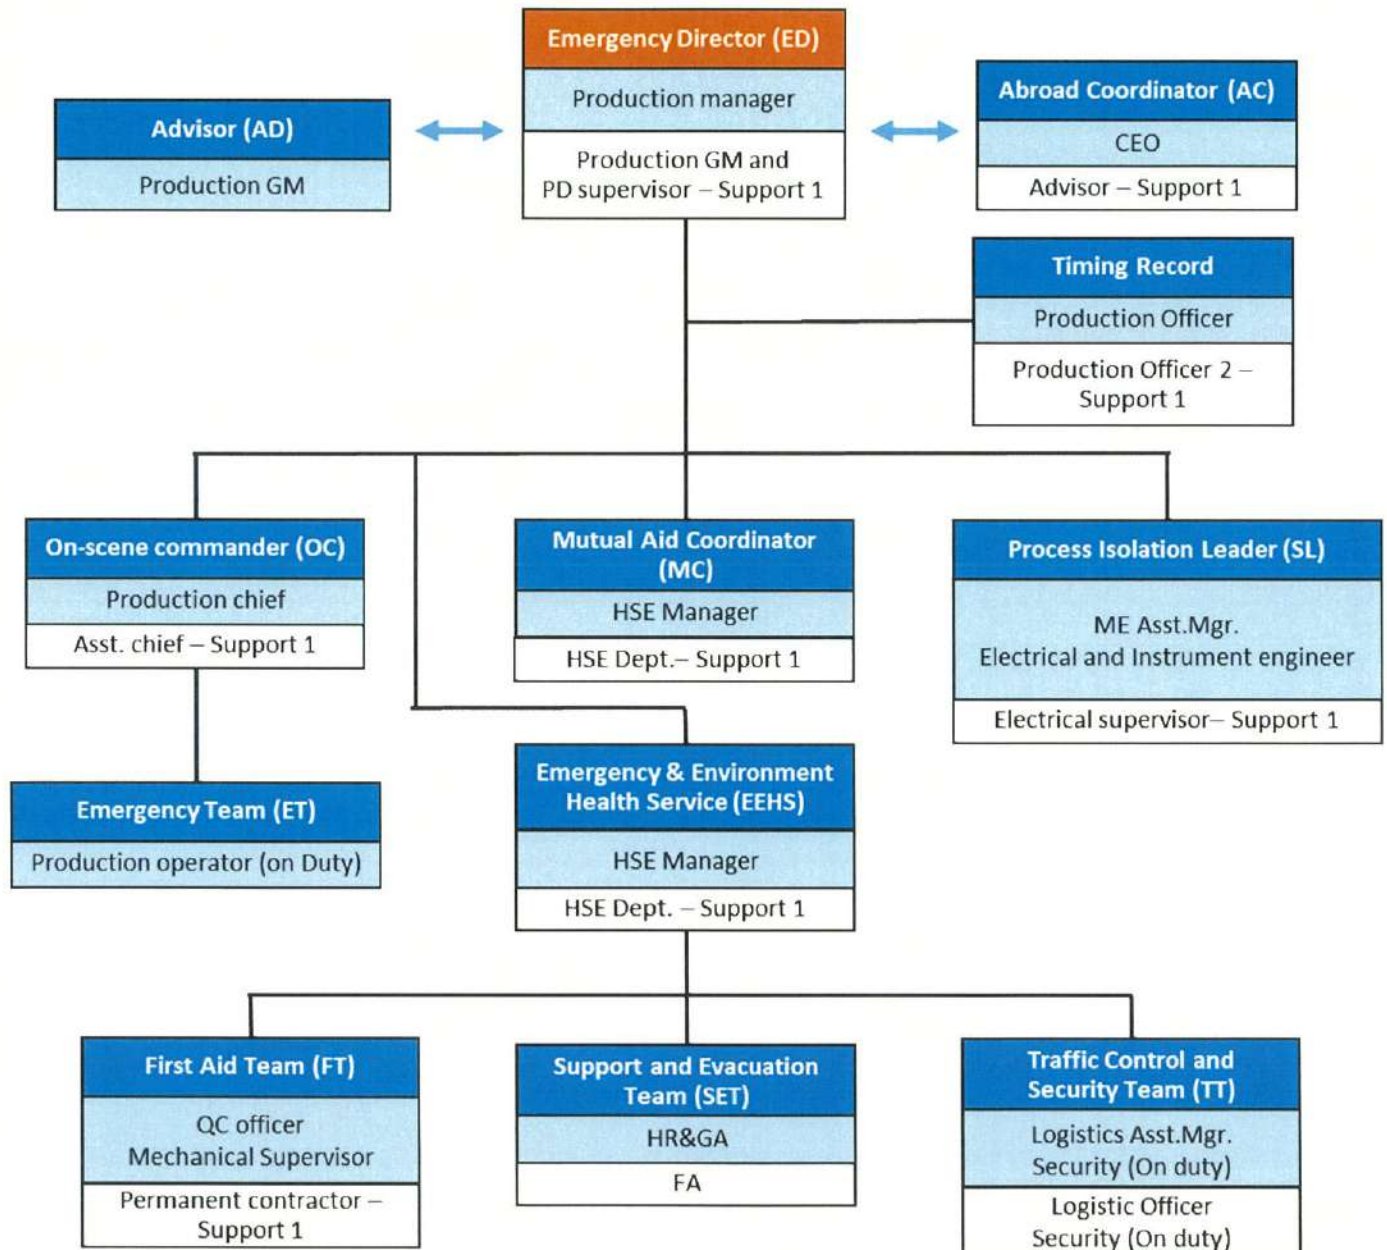 Emergency Director (ED)
Production manager
Production GM and
PD supervisor – Support 1
Advisor (AD)
Production GM
Abroad Coordinator (AC)
CEO
Advisor – Support 1
Timing Record
Production Officer
Production Officer 2 –
Support 1
On-scene commander (OC)
Production chief
Asst. chief – Support 1
Mutual Aid Coordinator
(MC)
HSE Manager
HSE Dept.– Support 1
Process Isolation Leader (SL)
ME Asst.Mgr.
Electrical and Instrument engineer
Electrical supervisor– Support 1
Emergency Team (ET)
Production operator (on Duty)
Emergency & Environment
Health Service (EEHS)
HSE Manager
HSE Dept. – Support 1
First Aid Team (FT)
QC officer
Mechanical Supervisor
Permanent contractor –
Support 1
Support and Evacuation
Team (SET)
HR&GA
FA
Traffic Control and
Security Team (TT)
Logistics Asst.Mgr.
Security (On duty)
Logistic Officer
Security (On duty)